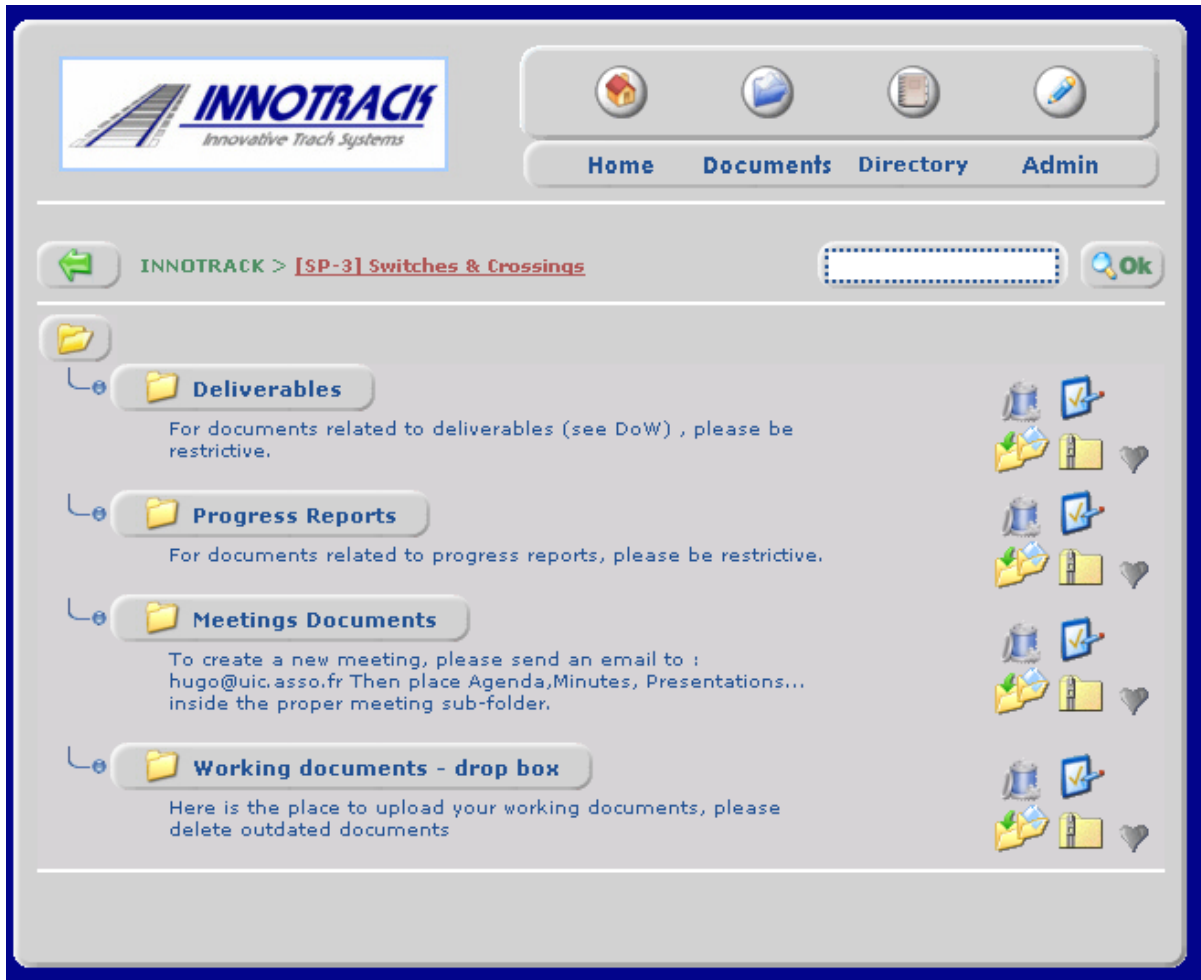 INNOTRACK
Innovative Track Systems
Home Documents Directory Admin
INNOTRACK > [SP-3] Switches & Crossings
Ok
Deliverables
For documents related to deliverables (see DoW) , please be
restrictive.
Progress Reports
For documents related to progress reports, please be restrictive.
Meetings Documents
To create a new meeting, please send an email to :
hugo@uic.asso.fr Then place Agenda,Minutes, Presentations...
inside the proper meeting sub-folder.
Working documents - drop box
Here is the place to upload your working documents, please
delete outdated documents